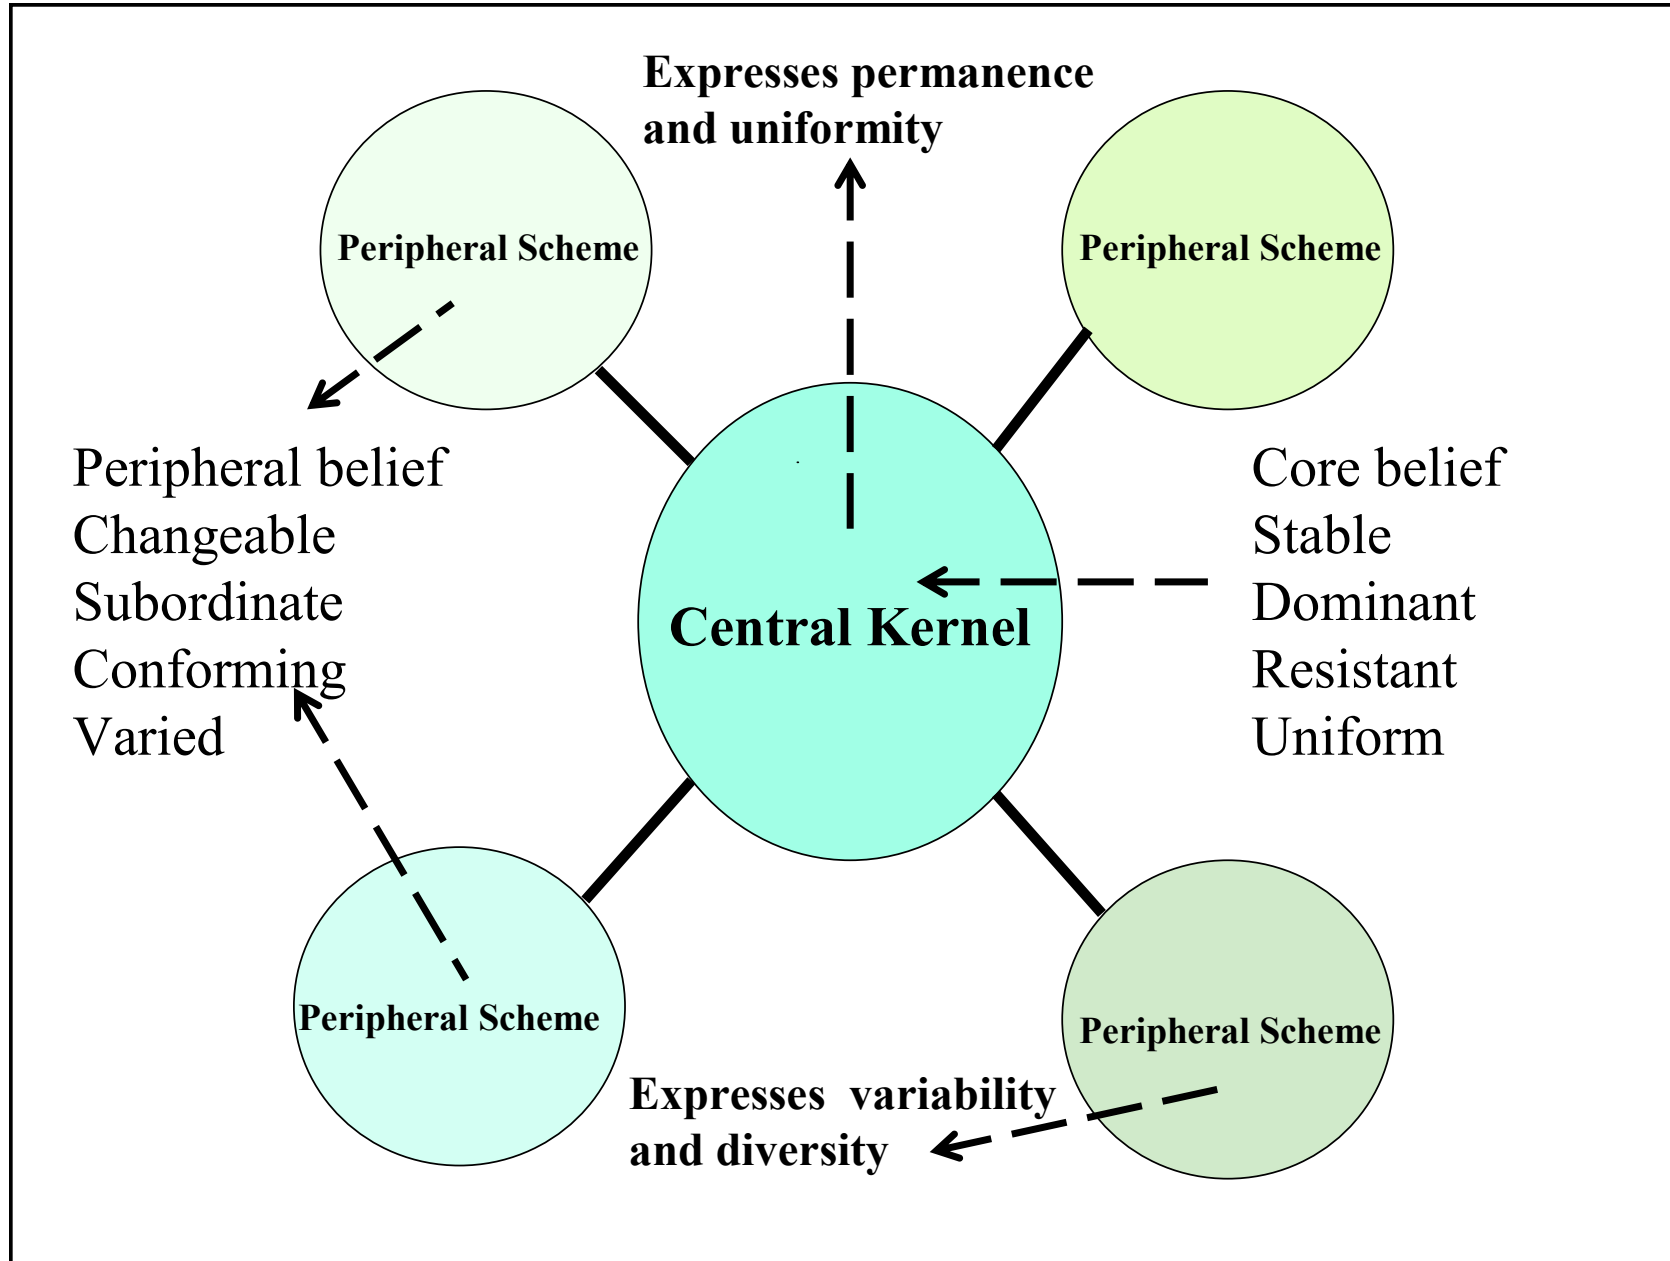 Expresses permanence
and uniformity
Peripheral Scheme
Peripheral Scheme
Peripheral belief
Changeable
Subordinate
Conforming
Varied
Central Kernel
Core belief
Stable
Dominant
Resistant
Uniform
Peripheral Scheme
Peripheral Scheme
Expresses variability
and diversity